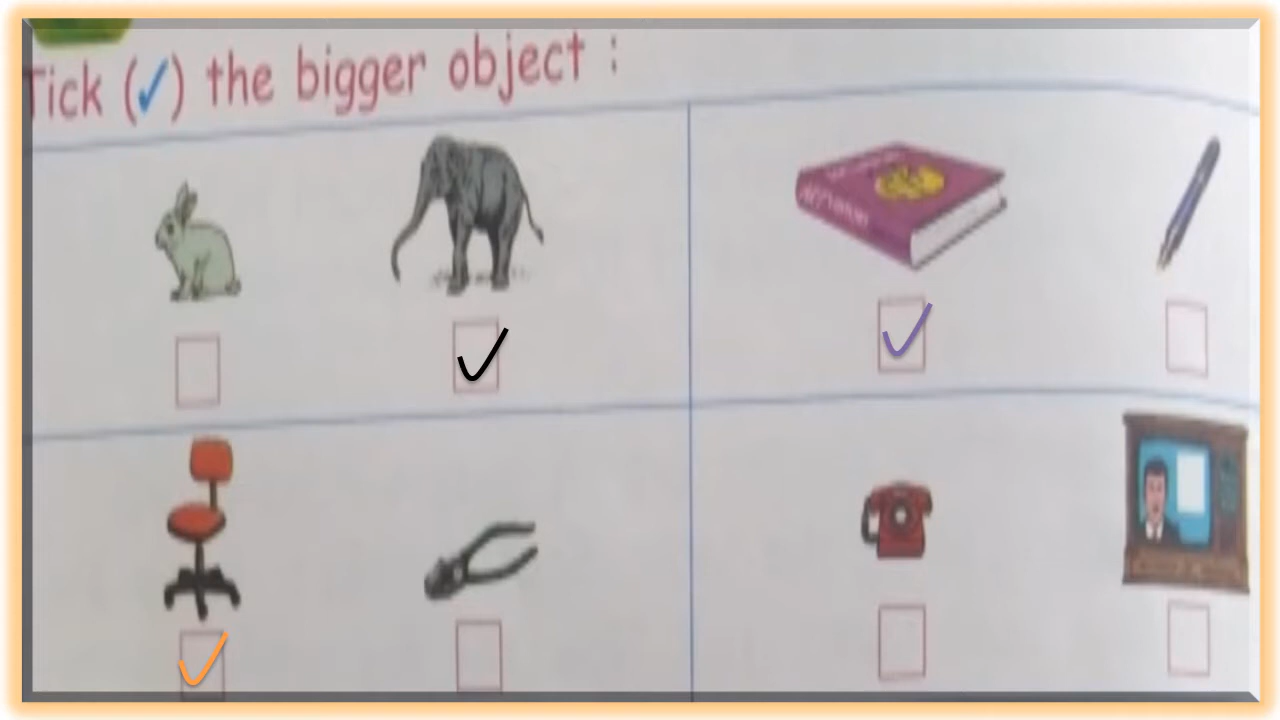 Tick (✓) the bigger object :